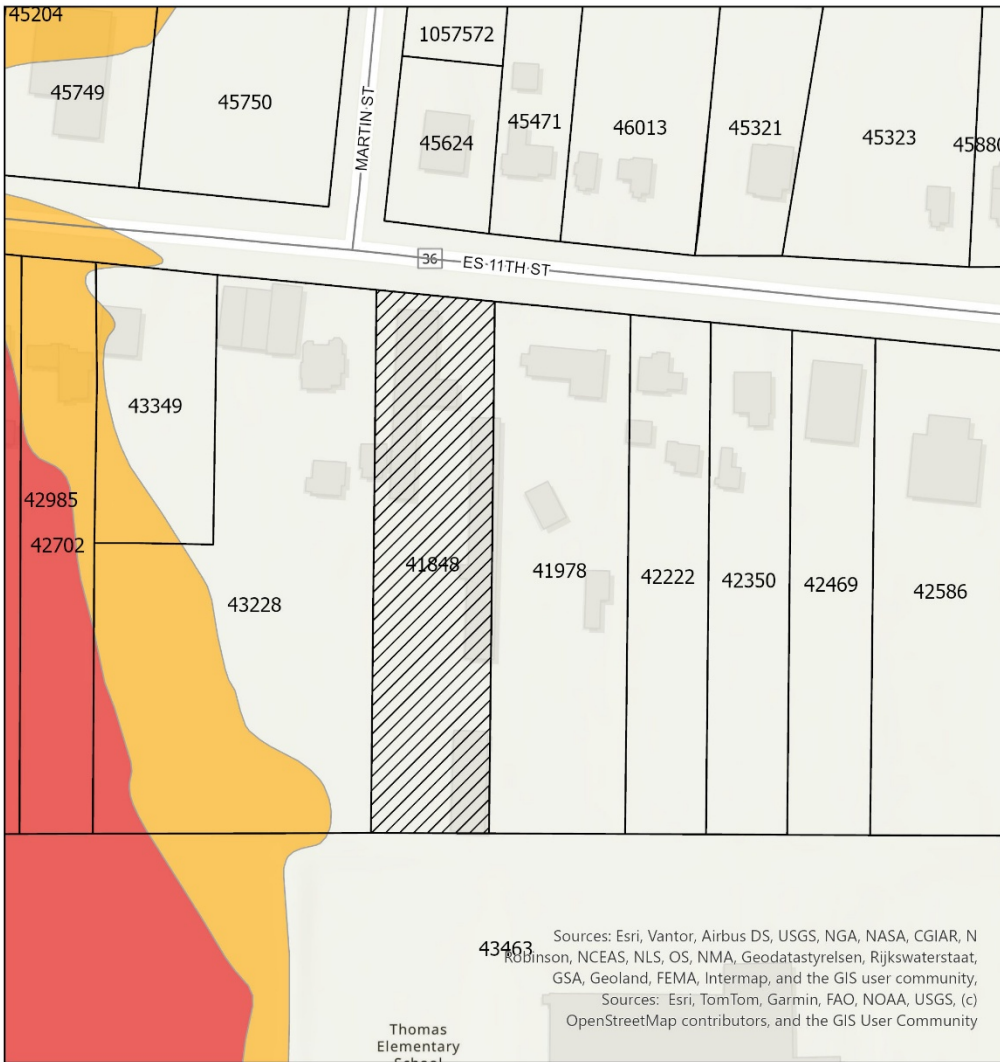 45204
1057572
45749
45750
MARTIN ST
45624
45471
46013
45321
45323
45880
36
ES 11TH ST
43349
42985
42702
43228
41848
41978
42222
42350
42469
42586
43463
Sources: Esri, Vantor, Airbus DS, USGS, NGA, NASA, CGIAR, N
Robinson, NCEAS, NLS, OS, NMA, Geodatastyrelsen, Rijkswaterstaat,
GSA, Geoland, FEMA, Intermap, and the GIS user community,
Sources: Esri, TomTom, Garmin, FAO, NOAA, USGS, (c)
OpenStreetMap contributors, and the GIS User Community
Thomas
Elementary
School